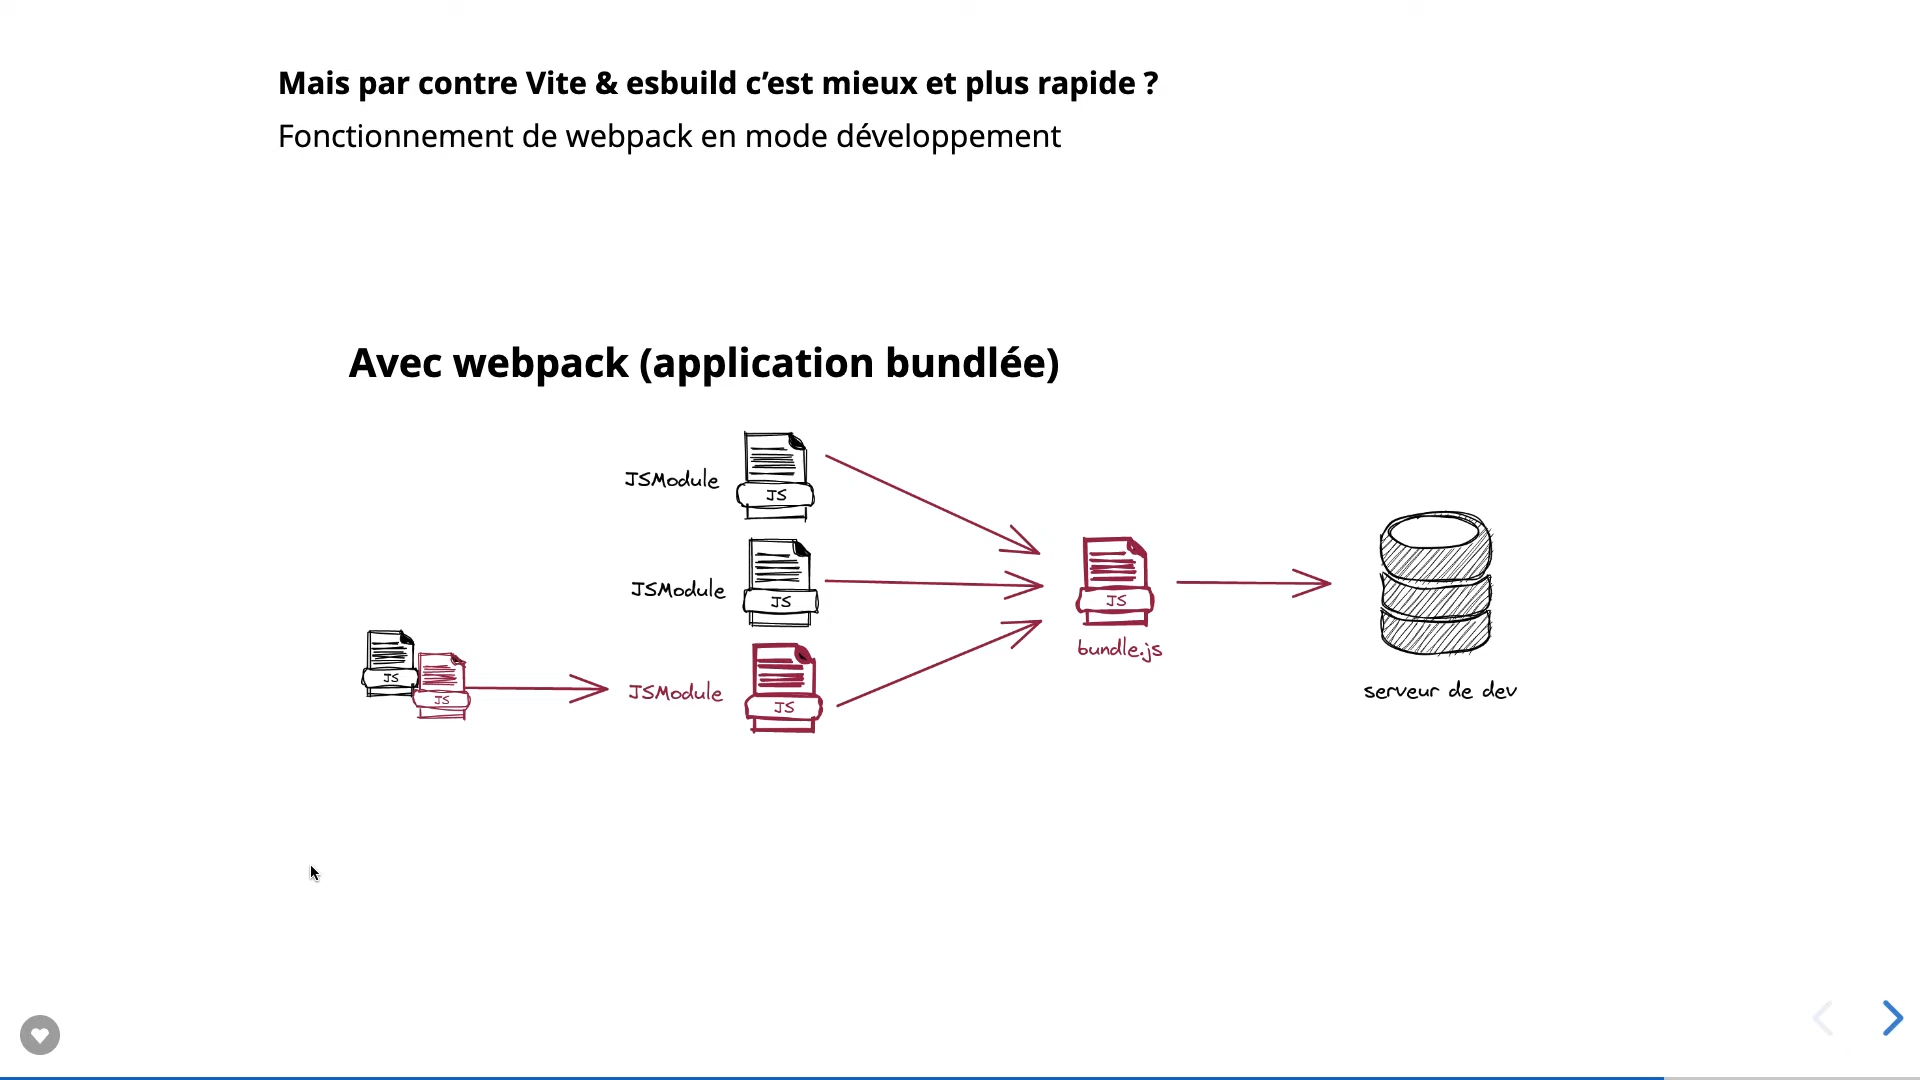 Mais par contre Vite & esbuild c’est mieux et plus rapide ?
Fonctionnement de webpack en mode développement
Avec webpack (application bundlée)
JSModule
JS
JSModule
JS
JS
JS
JSModule
JS
JS
bundle.js
serveur de dev